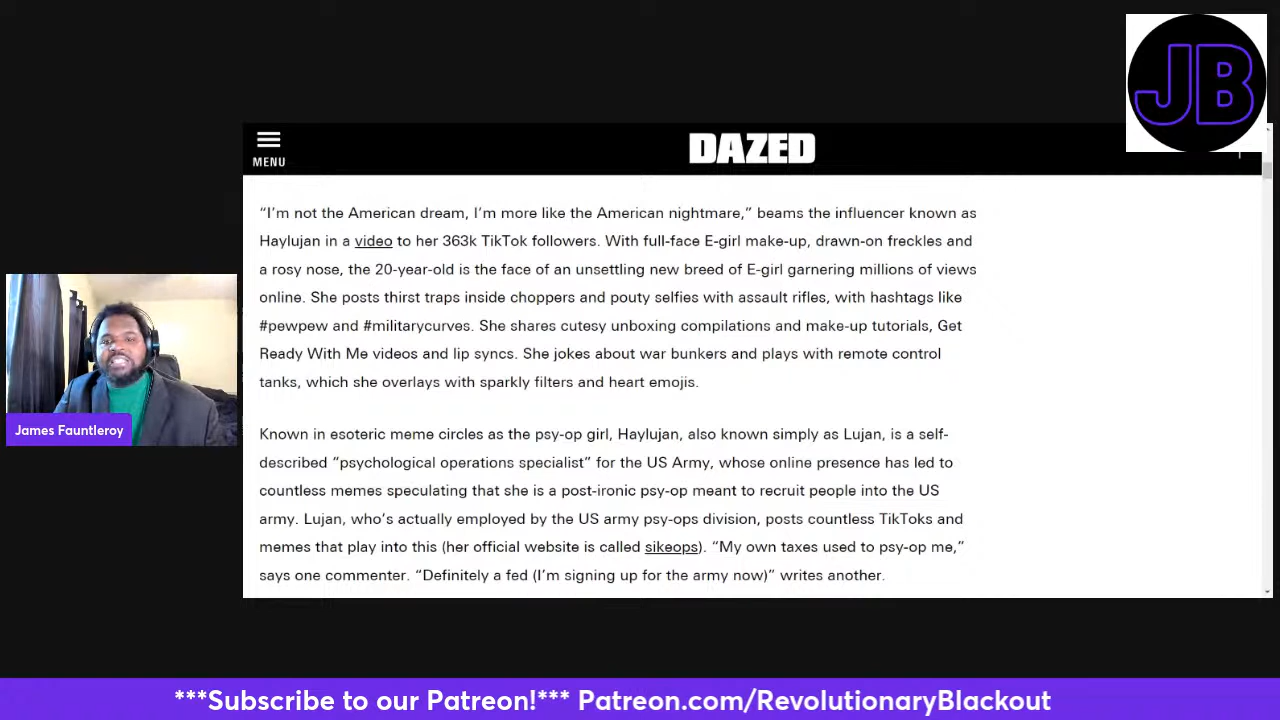 JB
MENU
DAZED
“I’m not the American dream, I’m more like the American nightmare,” beams the influencer known as
Haylujan in a video to her 363k TikTok followers. With full-face E-girl make-up, drawn-on freckles and
a rosy nose, the 20-year-old is the face of an unsettling new breed of E-girl garnering millions of views
online. She posts thirst traps inside choppers and pouty selfies with assault rifles, with hashtags like
#pewpew and #militarycurves. She shares cutesy unboxing compilations and make-up tutorials, Get
Ready With Me videos and lip syncs. She jokes about war bunkers and plays with remote control
tanks, which she overlays with sparkly filters and heart emojis.
Known in esoteric meme circles as the psy-op girl, Haylujan, also known simply as Lujan, is a self-
described “psychological operations specialist” for the US Army, whose online presence has led to
countless memes speculating that she is a post-ironic psy-op meant to recruit people into the US
army. Lujan, who’s actually employed by the US army psy-ops division, posts countless TikToks and
memes that play into this (her official website is called sikeops). “My own taxes used to psy-op me,”
says one commenter. “Definitely a fed (I’m signing up for the army now)” writes another.
James Fauntleroy
***Subscribe to our Patreon!*** Patreon.com/RevolutionaryBlackout